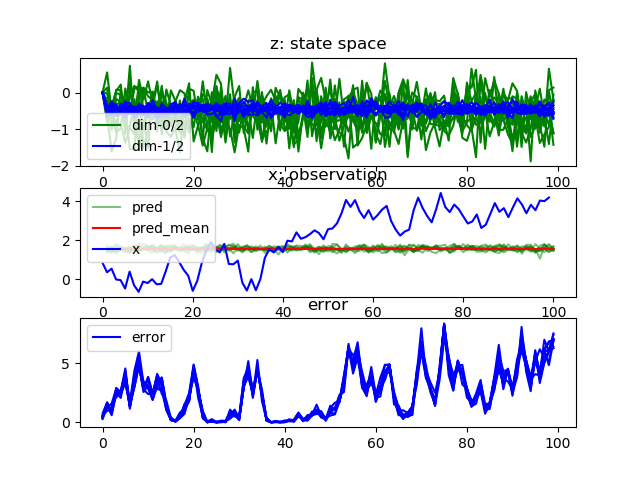 z: state space
0
−1
−2
dim-0/2
dim-1/2
0 20 40 60 80 100
x: observation
4
2
0
pred
pred_mean
x
0 20 40 60 80 100
error
5
0
error
0 20 40 60 80 100